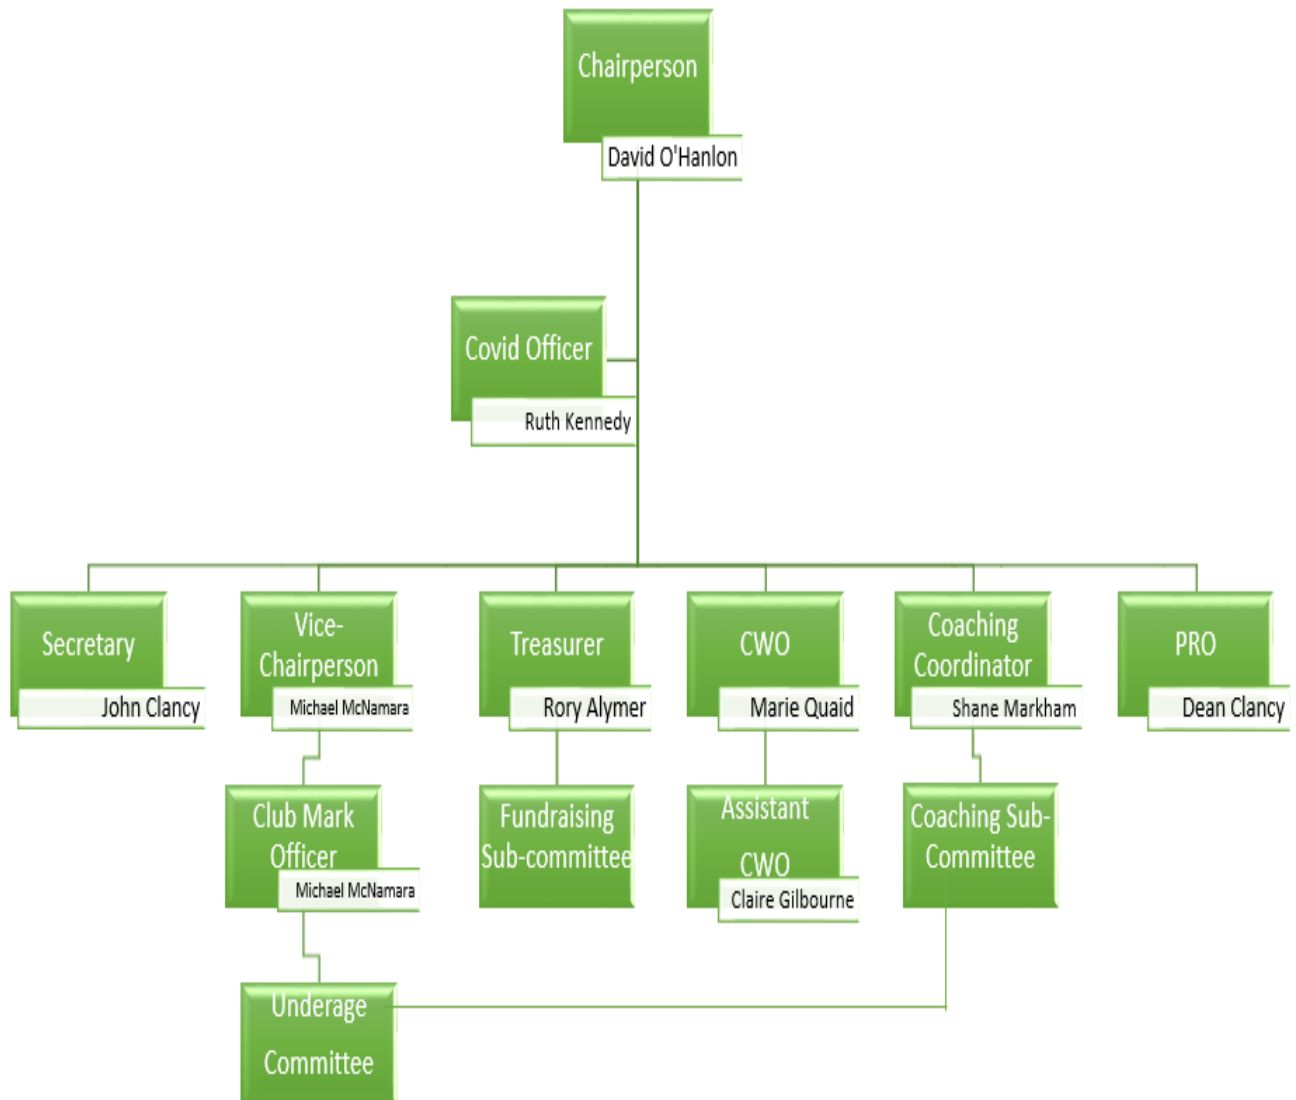 Chairperson
David O'Hanlon
Covid Officer
Ruth Kennedy
Secretary
John Clancy
Vice-
Chairperson
Michael McNamara
Treasurer
Rory Alymer
CWO
Marie Quaid
Coaching
Coordinator
Shane Markham
PRO
Dean Clancy
Club Mark
Officer
Michael McNamara
Fundraising
Sub-committee
Assistant
CWO
Claire Gilbourne
Coaching Sub-
Committee
Underage
Committee